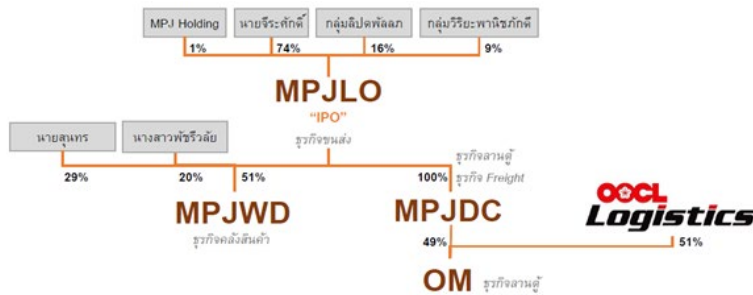 MPJ Holding นายจีระศักดิ์ กลุ่มลิปตพัลลภ กลุ่มวิริยะพานิชภักดี
1% 74% 16% 9%
MPJLO
“IPO”
ธุรกิจขนส่ง
นายสุนทร นางสาวพัชรีวลัย
29% 20% 51%
ธุรกิจลานตู้
100% ธุรกิจ Freight
MPJWD MPJDC
ธุรกิจคลังสินค้า
OOCL
Logistics
49% 51%
OM ธุรกิจลานตู้